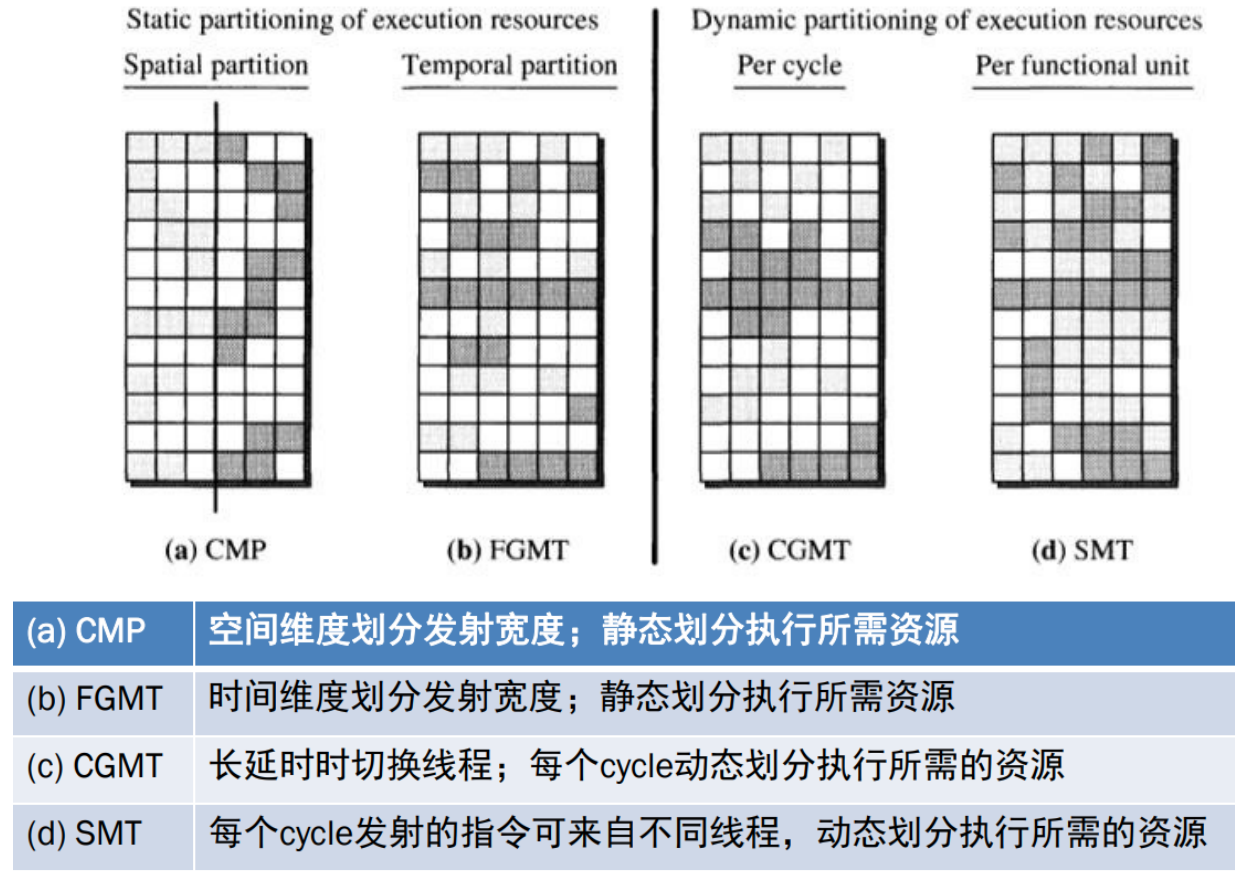 Static partitioning of execution resources
Dynamic partitioning of execution resources
Spatial partition
Temporal partition
Per cycle
Per functional unit
(a) CMP
(b) FGMT
(c) CGMT
(d) SMT
(a) CMP 空间维度划分发射宽度；静态划分执行所需资源
(b) FGMT 时间维度划分发射宽度；静态划分执行所需资源
(c) CGMT 长延时时切换线程；每个cycle动态划分执行所需的资源
(d) SMT 每个cycle发射的指令可来自不同线程，动态划分执行所需的资源